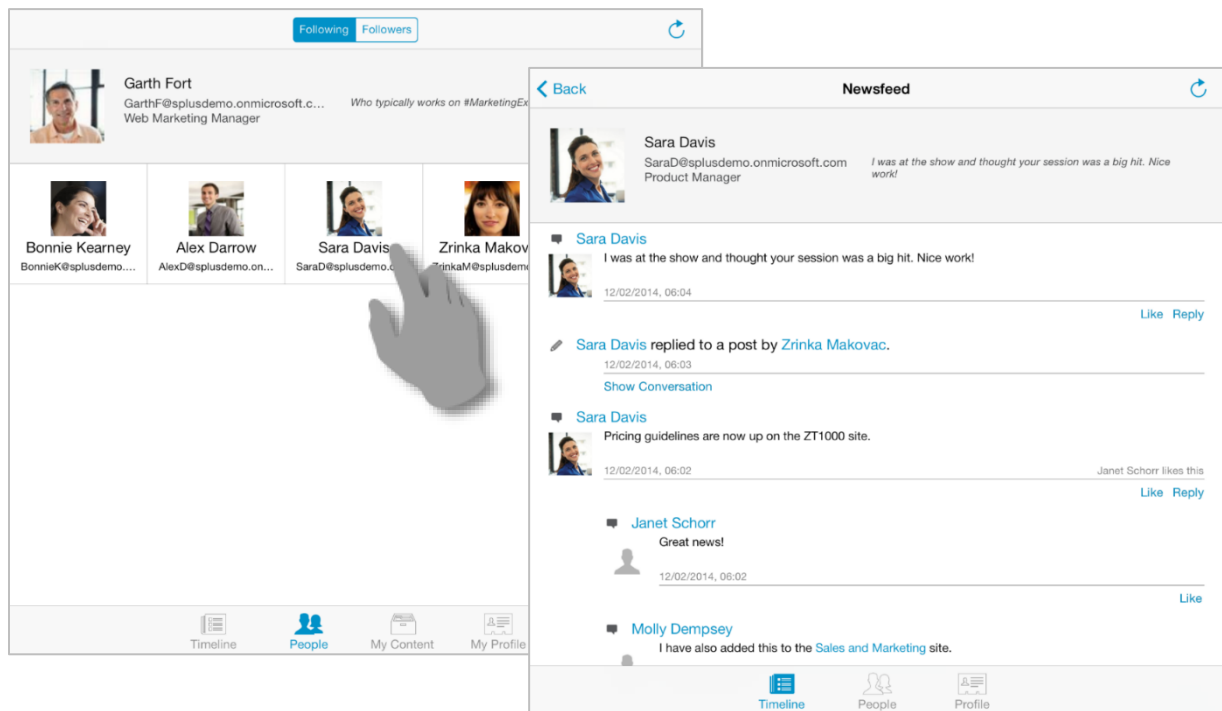 Following Followers
Garth Fort
GarthF@splusdemo.onmicrosoft.c...
Who typically works on #MarketingEx
Web Marketing Manager
Bonnie Kearney
BonnieK@splusdemo....
Alex Darrow
AlexD@splusdemo.on...
Sara Davis
SaraD@splusdemo.
Zrinka Makov
ZrinkaM@splusdem
Timeline People My Content My Profile
Back Newsfeed
Sara Davis
SaraD@splusdemo.onmicrosoft.com
Product Manager
I was at the show and thought your session was a big hit. Nice
work!
Sara Davis
I was at the show and thought your session was a big hit. Nice work!
12/02/2014, 06:04
Like Reply
Sara Davis replied to a post by Zrinka Makovac.
12/02/2014, 06:03
Show Conversation
Sara Davis
Pricing guidelines are now up on the ZT1000 site.
12/02/2014, 06:02 Janet Schorr likes this
Like Reply
Janet Schorr
Great news!
12/02/2014, 06:02
Like
Molly Dempsey
I have also added this to the Sales and Marketing site.
Timeline People Profile